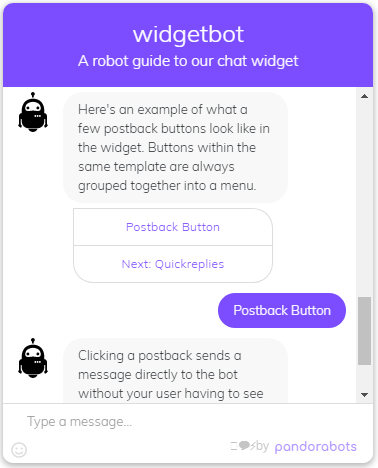 widgetbot
A robot guide to our chat widget
Here's an example of what a
few postback buttons look like in
the widget. Buttons within the
same template are always
grouped together into a menu.
Postback Button
Next: Quickreplies
Postback Button
Clicking a postback sends a
message directly to the bot
without your user having to see
Type a message...
by pandorabots